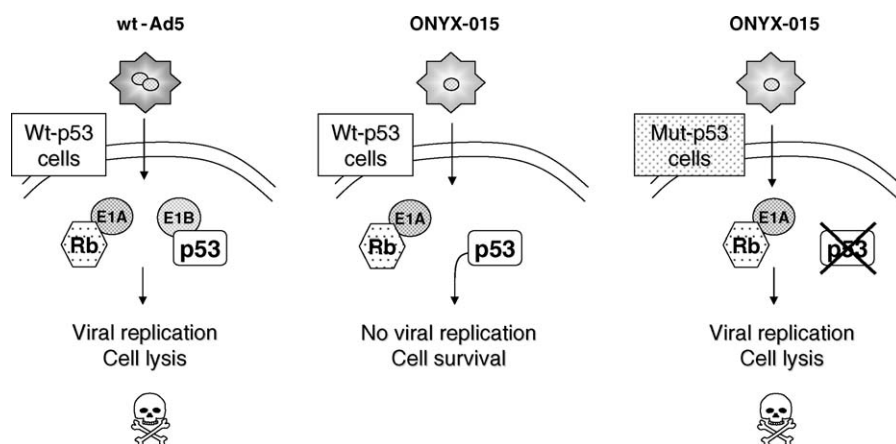 wt-Ad5
Wt-p53
cells
E1A
Rb
E1B
p53
Viral replication
Cell lysis
ONYX-015
Wt-p53
cells
E1A
Rb
p53
No viral replication
Cell survival
ONYX-015
Mut-p53
cells
E1A
Rb
p53
Viral replication
Cell lysis